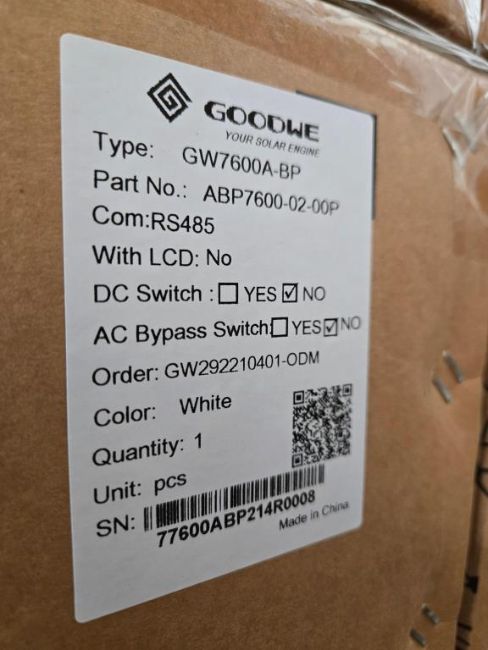 GOODWE
YOUR SOLAR ENGINE
Type: GW7600A-BP
Part No.: ABP7600-02-00P
Com:RS485
With LCD: No
DC Switch : ☐ YES ☑ NO
AC Bypass Switch:☐ YES ☑ NO
Order: GW292210401-ODM
Color: White
Quantity: 1
Unit: pcs
SN:
77600ABP214R0008
Made in China